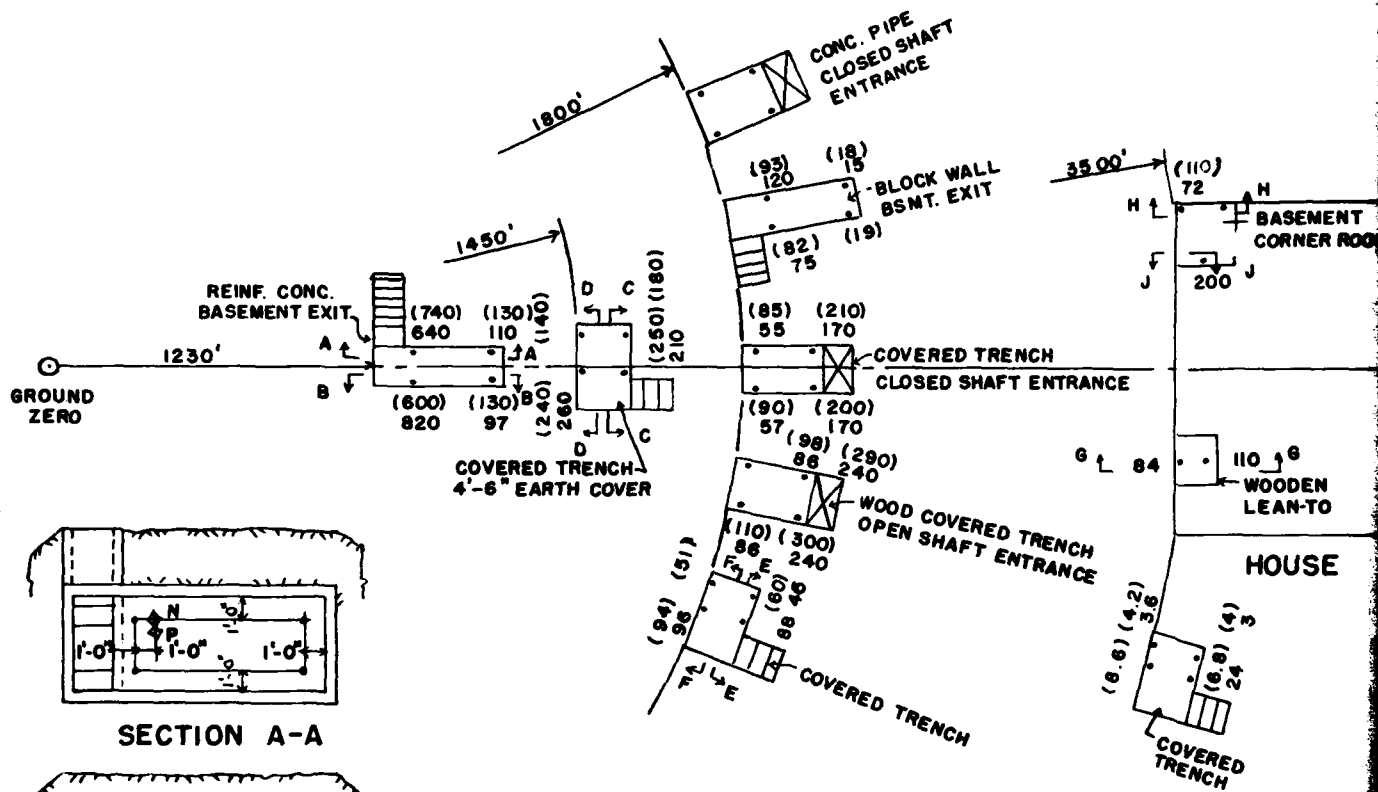 CONC. PIPE
CLOSED SHAFT
ENTRANCE
1800'
(93) (18)
120 15
BLOCK WALL
BSMT. EXIT
(82) (19)
75
3500'
(110)
72
H H
BASEMENT
CORNER ROO
J J
200
1450'
REINF. CONC.
BASEMENT EXIT
(740) (130)
640 110
A A
1230'
GROUND
ZERO
B B
(600) (130)
820 97
D C
(140)
(250) (180)
210
(240)
260
D C
COVERED TRENCH
4'-6" EARTH COVER
(85) (210)
55 170
COVERED TRENCH
CLOSED SHAFT ENTRANCE
(90) (200)
57 170
(98) (290)
86 240
WOOD COVERED TRENCH
OPEN SHAFT ENTRANCE
(110) (300)
86 240
G 84 110 G
WOODEN
LEAN-TO
HOUSE
F E
(51)
(94)
96
(60)
46
88
F E
COVERED TRENCH
(4.2)
3.6
(8.6)
(4)
3
(6.8)
24
COVERED
TRENCH
N
P
1'-0" 1'-0" 1'-0"
1'-0"
1'-0"
SECTION A-A